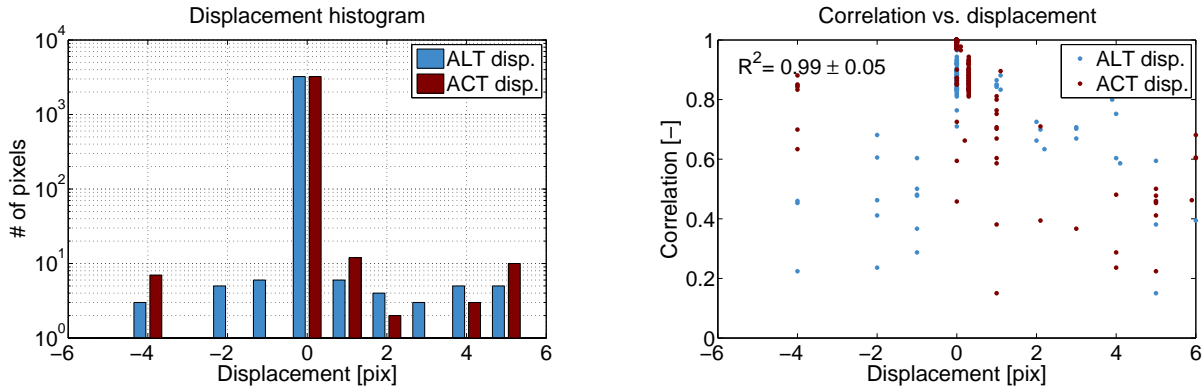 Displacement histogram
10^4
10^3
10^2
10^1
10^0
# of pixels
−6 −4 −2 0 2 4 6
Displacement [pix]
ALT disp.
ACT disp.
Correlation vs. displacement
1
0.8
0.6
0.4
0.2
0
Correlation [−]
R^2= 0.99 ± 0.05
−6 −4 −2 0 2 4 6
Displacement [pix]
ALT disp.
ACT disp.